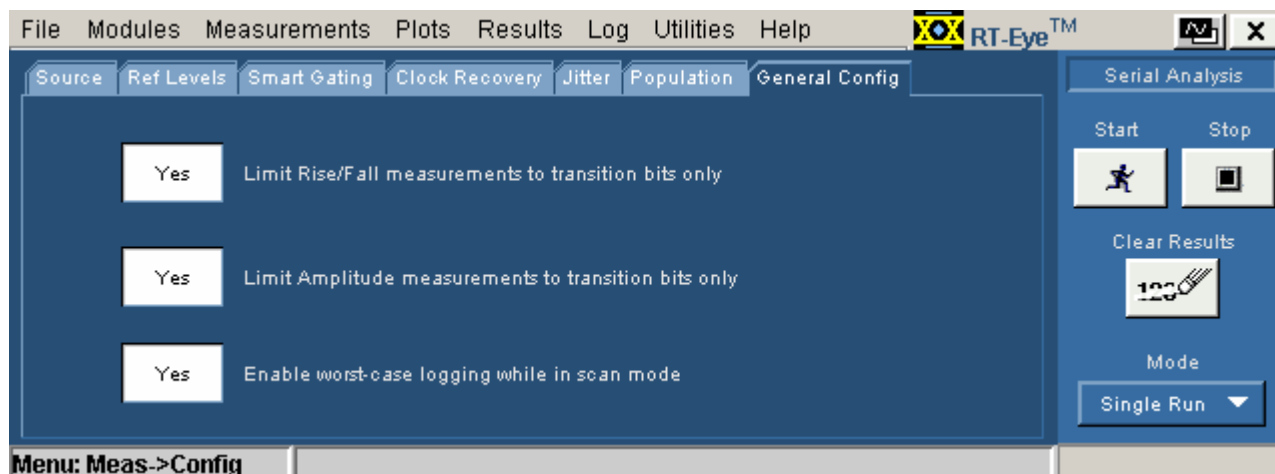 File Modules Measurements Plots Results Log Utilities Help RT-Eye™
Source Ref Levels Smart Gating Clock Recovery Jitter Population General Config
Serial Analysis
Start Stop
Yes Limit Rise/Fall measurements to transition bits only
Clear Results
Yes Limit Amplitude measurements to transition bits only
123
Yes Enable worst-case logging while in scan mode
Mode
Single Run
Menu: Meas->Config